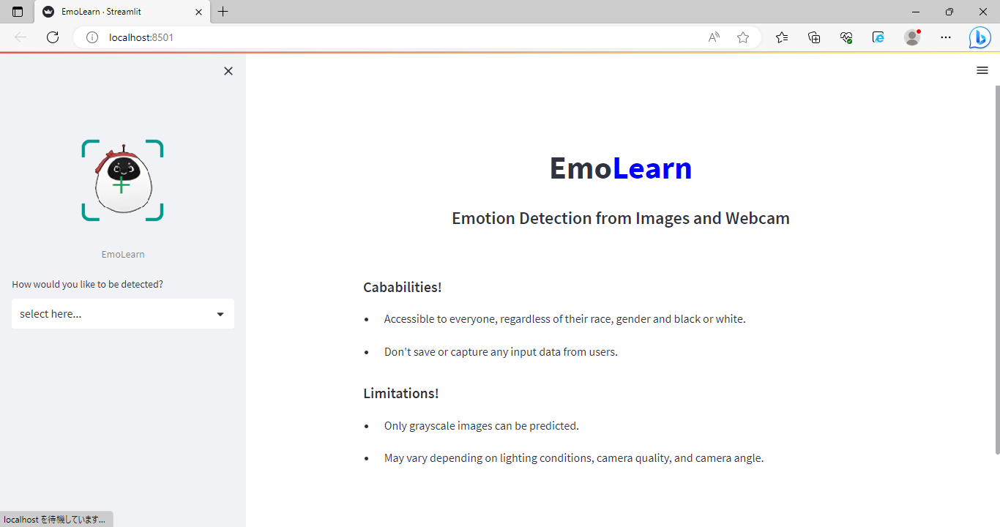 EmoLearn · Streamlit
localhost:8501
EmoLearn
How would you like to be detected?
select here...
EmoLearn
Emotion Detection from Images and Webcam
Cababilities!
• Accessible to everyone, regardless of their race, gender and black or white.
• Don't save or capture any input data from users.
Limitations!
• Only grayscale images can be predicted.
• May vary depending on lighting conditions, camera quality, and camera angle.
localhost を待機しています...